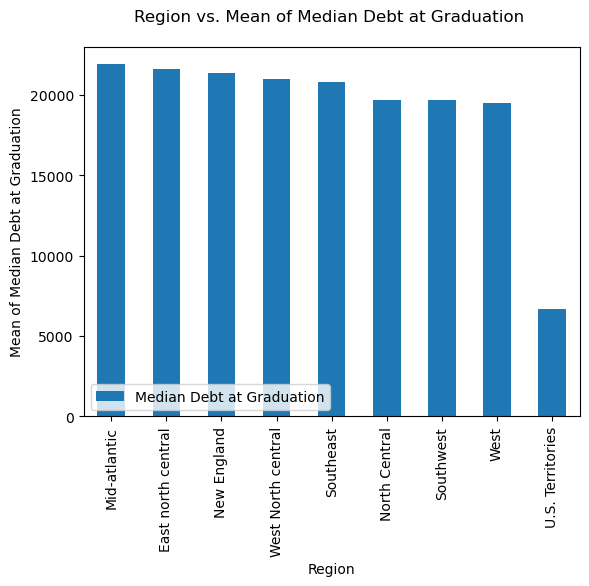 Region vs. Mean of Median Debt at Graduation
Mean of Median Debt at Graduation
20000
15000
10000
5000
0
Median Debt at Graduation
Mid-atlantic
East north central
New England
West North central
Southeast
North Central
Southwest
West
U.S. Territories
Region